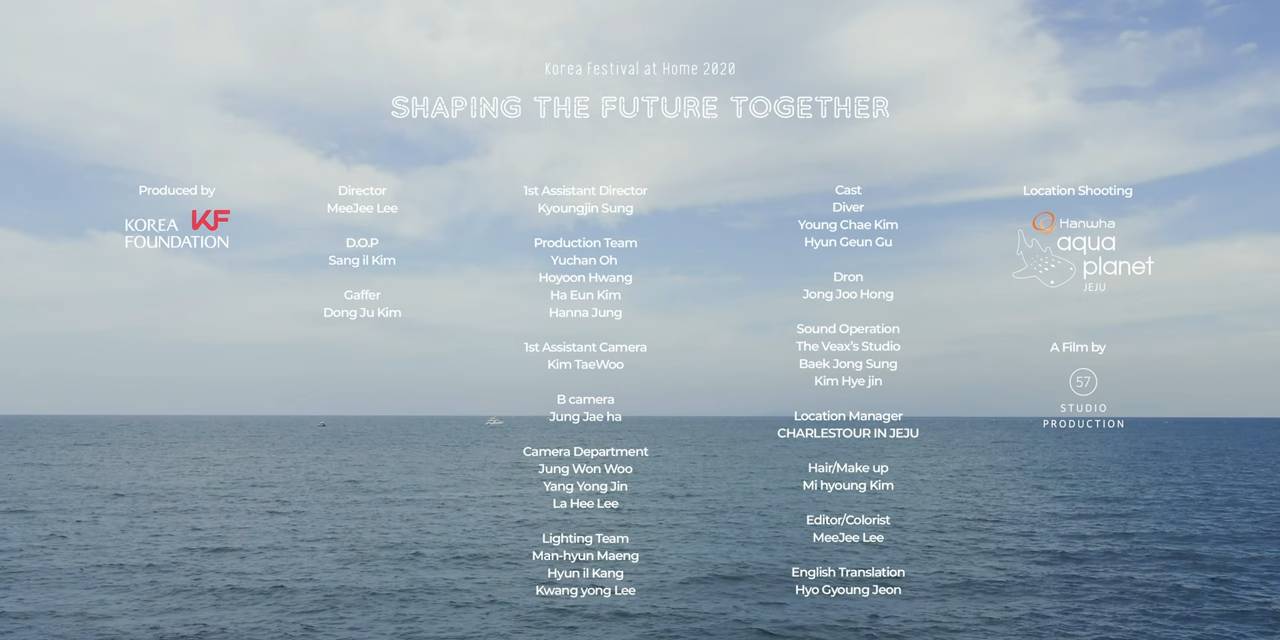 Korea Festival at Home 2020
SHAPING THE FUTURE TOGETHER
Produced by
KOREA KF
FOUNDATION
Director
MeeJee Lee
D.O.P
Sang il Kim
Gaffer
Dong Ju Kim
1st Assistant Director
Kyoungjin Sung
Production Team
Yuchan Oh
Hoyoon Hwang
Ha Eun Kim
Hanna Jung
1st Assistant Camera
Kim TaeWoo
B camera
Jung Jae ha
Camera Department
Jung Won Woo
Yang Yong Jin
La Hee Lee
Lighting Team
Man-hyun Maeng
Hyun il Kang
Kwang yong Lee
Cast
Diver
Young Chae Kim
Hyun Geun Gu
Dron
Jong Joo Hong
Sound Operation
The Veax's Studio
Baek Jong Sung
Kim Hye jin
Location Manager
CHARLESTOUR IN JEJU
Hair/Make up
Mi hyoung Kim
Editor/Colorist
MeeJee Lee
English Translation
Hyo Gyoung Jeon
Location Shooting
Hanwha
aqua
planet
JEJU
A Film by
57
STUDIO
PRODUCTION